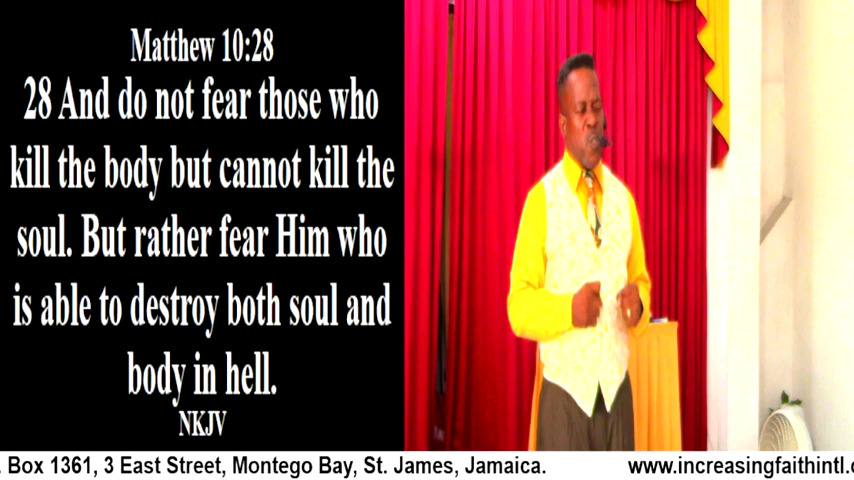 Matthew 10:28
28 And do not fear those who
kill the body but cannot kill the
soul. But rather fear Him who
is able to destroy both soul and
body in hell.
NKJV
. Box 1361, 3 East Street, Montego Bay, St. James, Jamaica. www.increasingfaithintl.